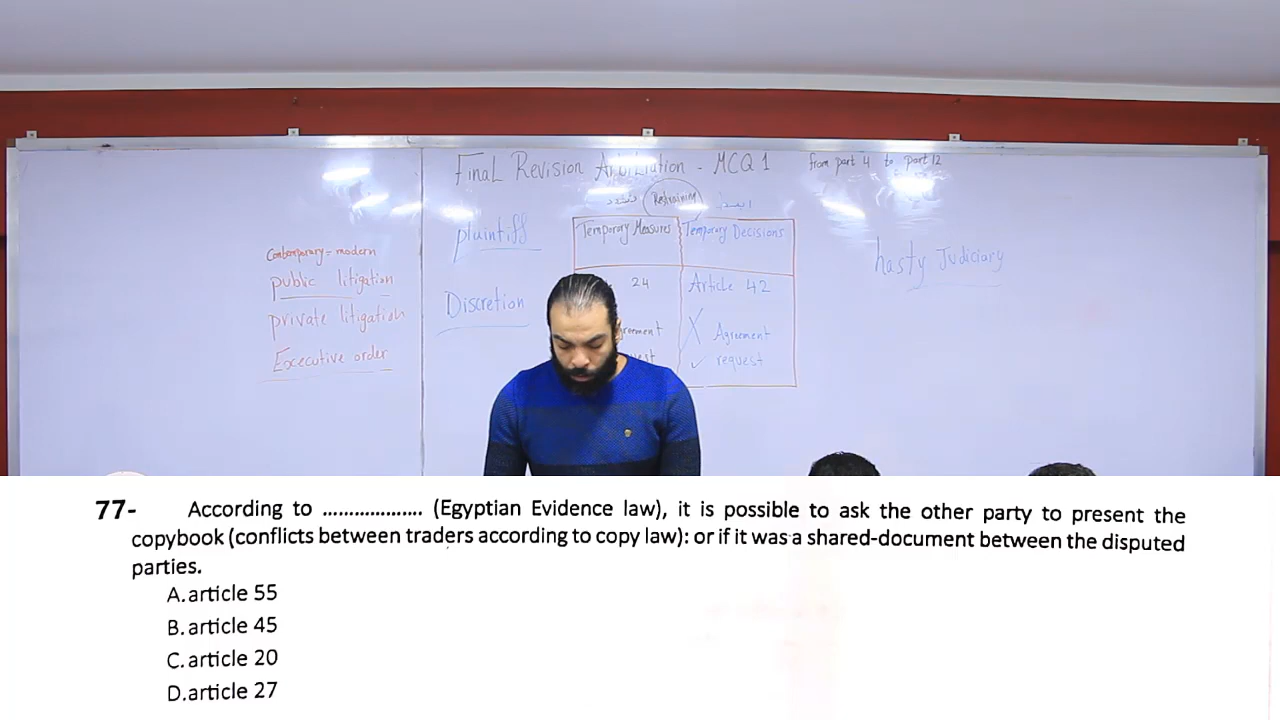 Final Revision Arbitration - MCQ 1
from part 4 to part 12
Restraining
plaintiff
Temporary Measures
Temporary Decisions
hasty Judiciary
Contemporary = modern
public litigation
private litigation
Executive order
Discretion
24
Article 42
X Agreement
✓ request
77- According to ................... (Egyptian Evidence law), it is possible to ask the other party to present the
copybook (conflicts between traders according to copy law): or if it was a shared-document between the disputed
parties.
A. article 55
B. article 45
C. article 20
D. article 27